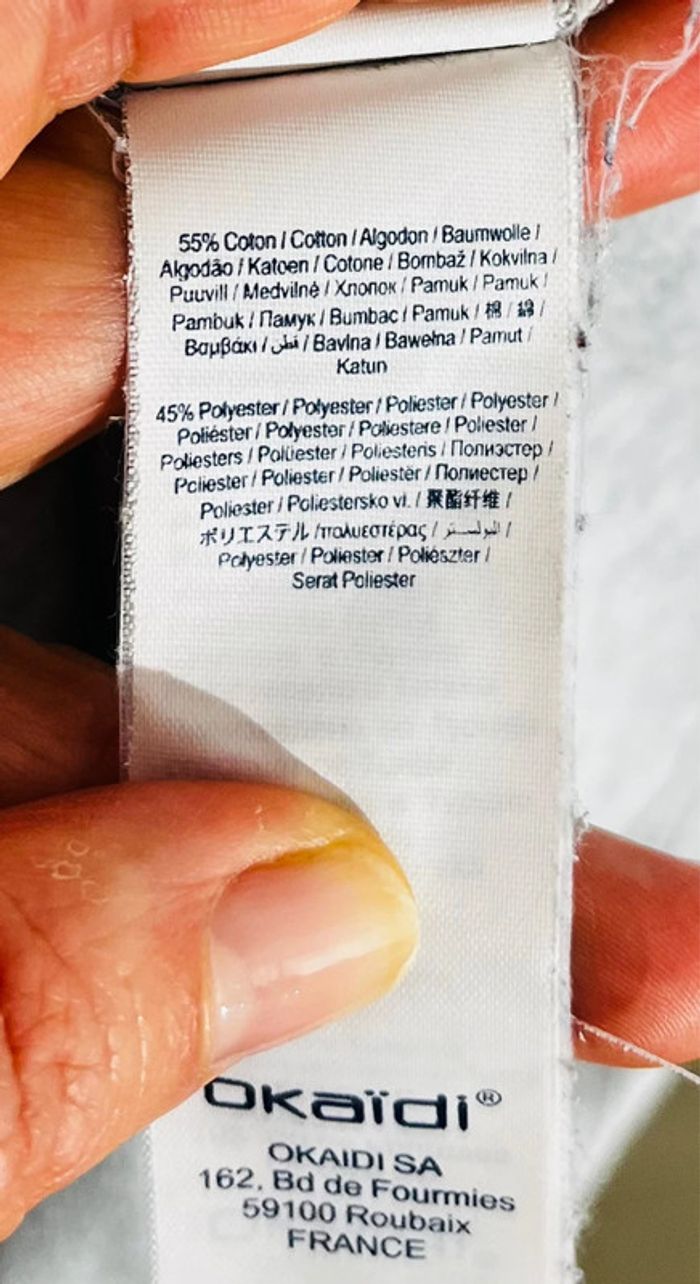 55% Coton / Cotton / Algodon / Baumwolle /
Algodão / Katoen / Cotone / Bombaž / Kokvilna /
Puuvill / Medvilnė / Хлопок / Pamuk / Pamuk /
Pambuk / Памук / Bumbac / Pamuk / 棉 / 綿 /
Βαμβάκι / قطن / Bavlna / Bawełna / Pamut /
Katun
45% Polyester / Polyester / Poliester / Polyester /
Poliéster / Polyester / Poliestere / Poliester /
Poliesters / Polüester / Poliesteris / Полиэстер /
Poliester / Poliester / Poliestër / Полиестер /
Poliester / Poliestersko vl. / 聚酯纤维 /
ポリエステル /πολυεστέρας / البوليستر /
Polyester / Poliester / Poliészter /
Serat Poliester
Okaïdi®
OKAIDI SA
162, Bd de Fourmies
59100 Roubaix
FRANCE